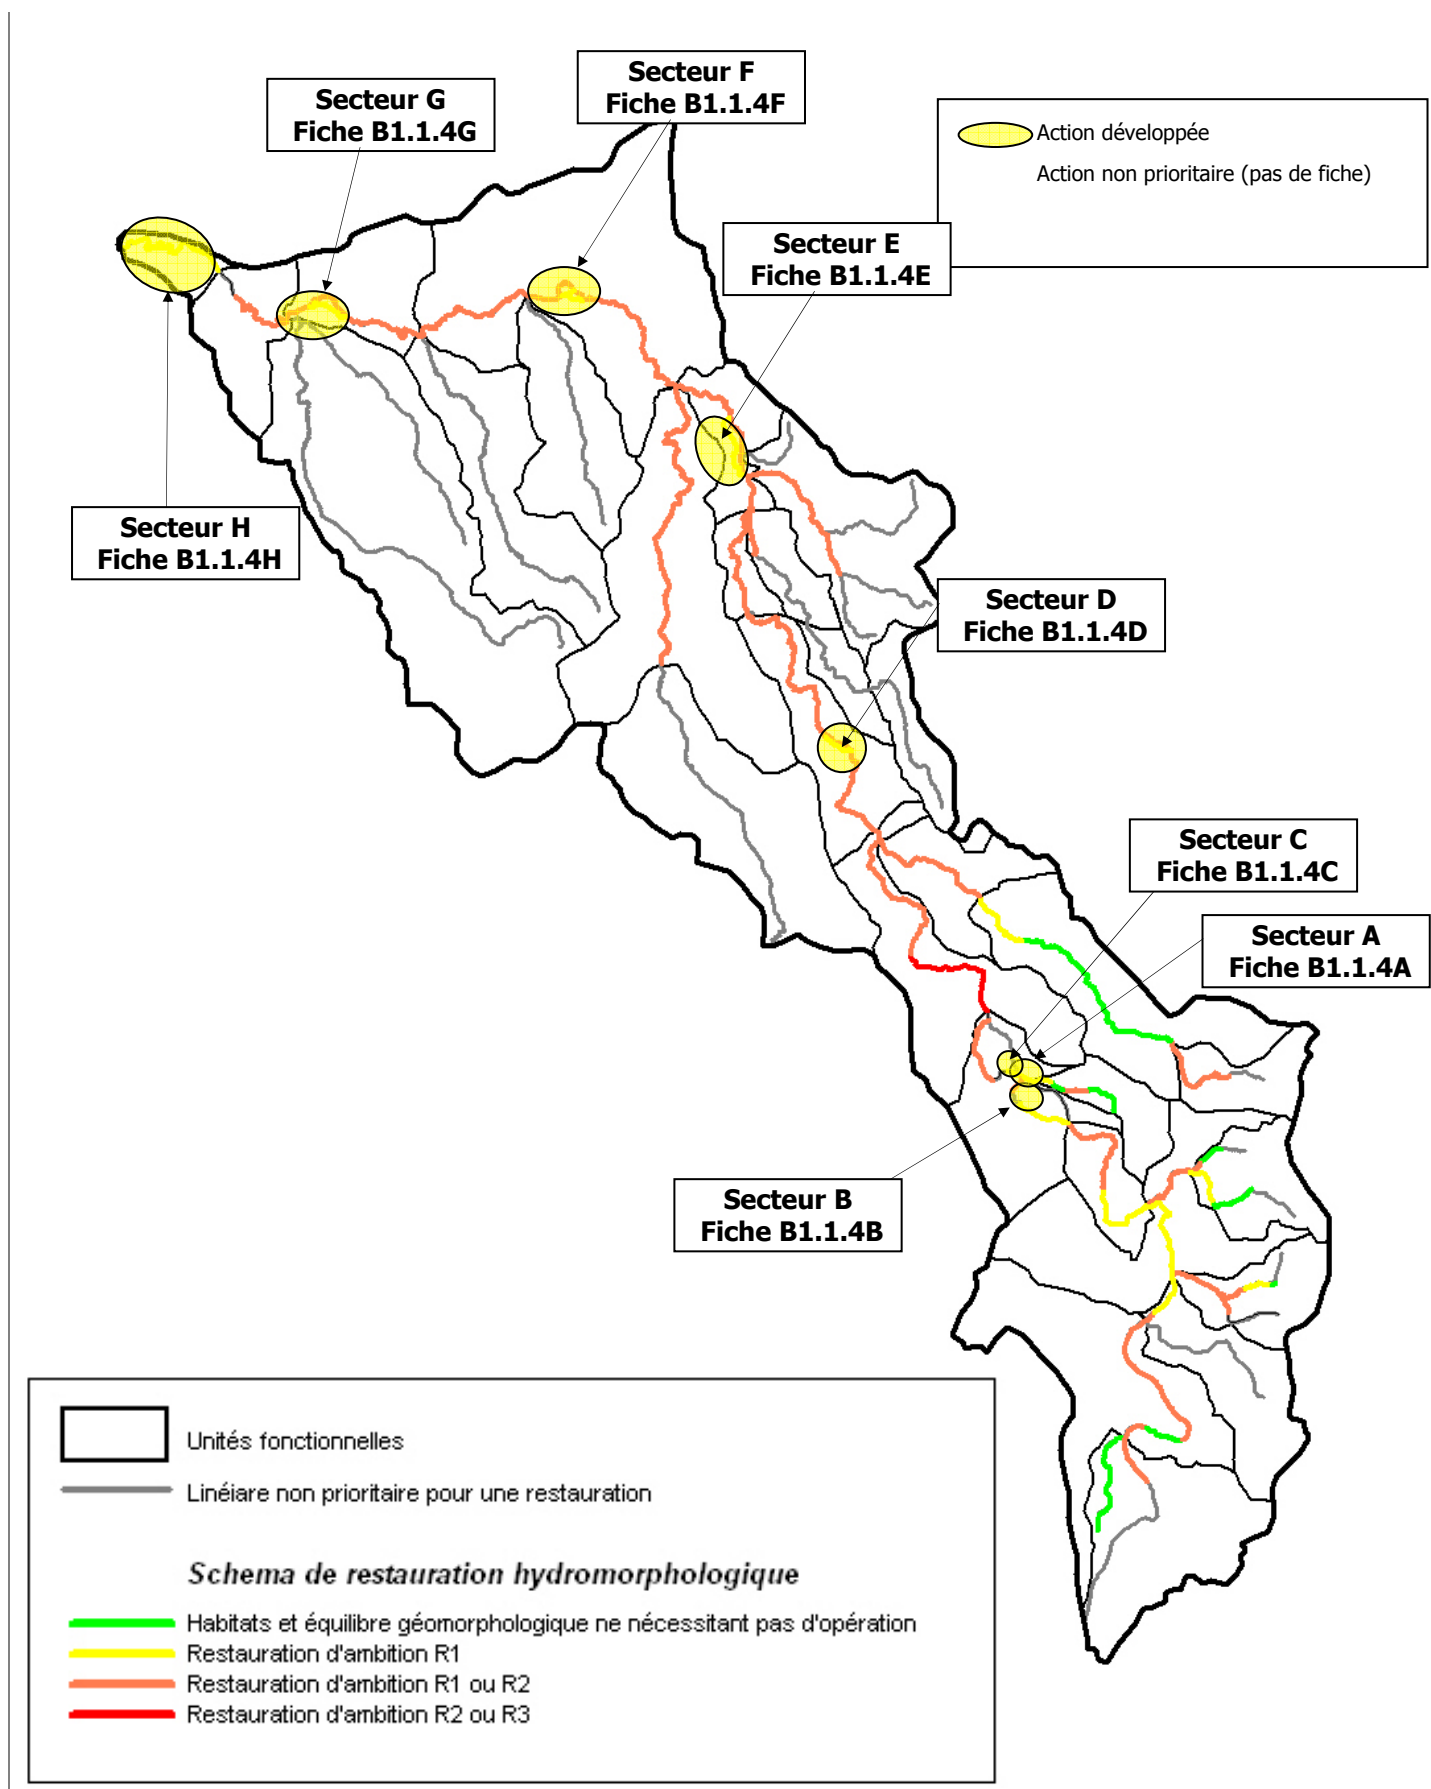 Secteur F
Fiche B1.1.4F
Secteur G
Fiche B1.1.4G
Action développée
Action non prioritaire (pas de fiche)
Secteur E
Fiche B1.1.4E
Secteur H
Fiche B1.1.4H
Secteur D
Fiche B1.1.4D
Secteur C
Fiche B1.1.4C
Secteur A
Fiche B1.1.4A
Secteur B
Fiche B1.1.4B
Unités fonctionnelles
Linéiare non prioritaire pour une restauration
Schema de restauration hydromorphologique
Habitats et équilibre géomorphologique ne nécessitant pas d'opération
Restauration d'ambition R1
Restauration d'ambition R1 ou R2
Restauration d'ambition R2 ou R3